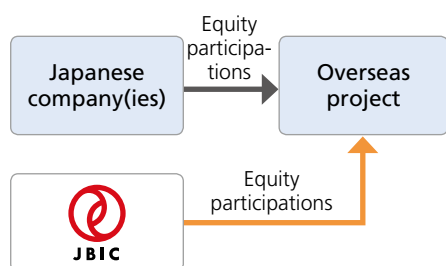 Equity
participa-
tions
Japanese
company(ies)
Overseas
project
Equity
participations
JBIC